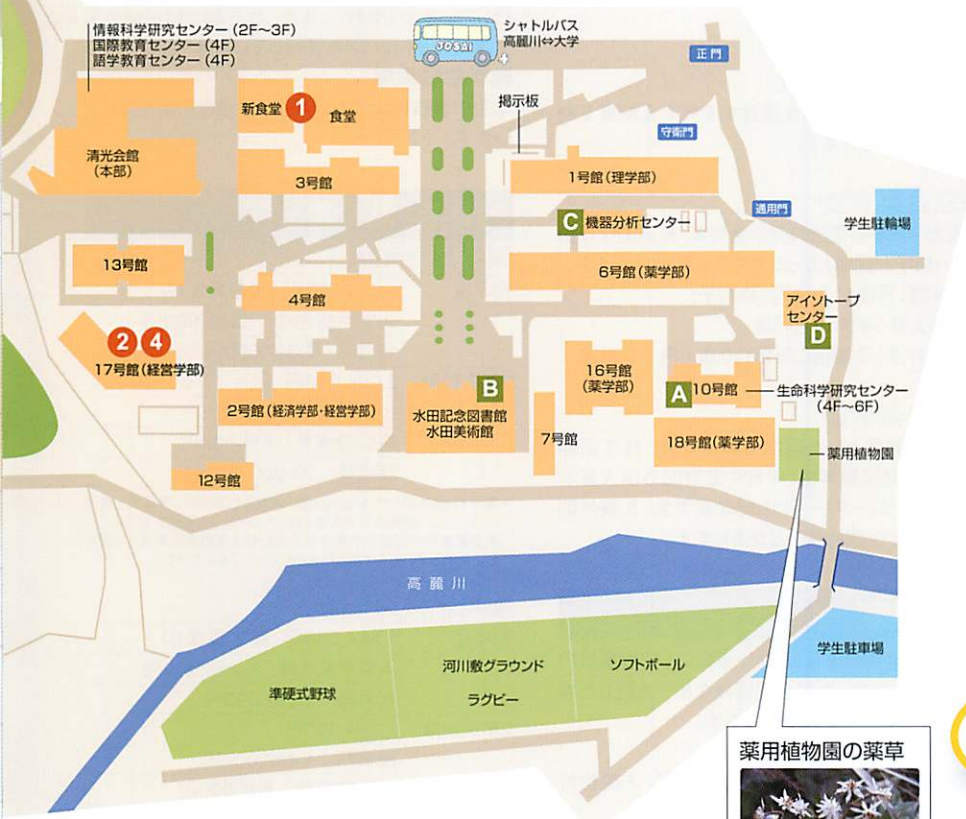 情報科学研究センター (2F～3F)
国際教育センター (4F)
語学教育センター (4F)
JOSAI
シャトルバス
高麗川⇔大学
正門
新食堂
1
食堂
掲示板
守衛門
清光会館
(本部)
3号館
1号館(理学部)
通用門
C
機器分析センター
学生駐輪場
13号館
6号館(薬学部)
4号館
アイソトープ
センター
D
2 4
17号館(経営学部)
16号館
(薬学部)
A
10号館
生命科学研究センター
(4F～6F)
B
2号館(経済学部・経営学部)
水田記念図書館
水田美術館
7号館
18号館(薬学部)
薬用植物園
12号館
高麗川
準硬式野球
河川敷グラウンド
ラグビー
ソフトボール
学生駐車場
薬用植物園の薬草